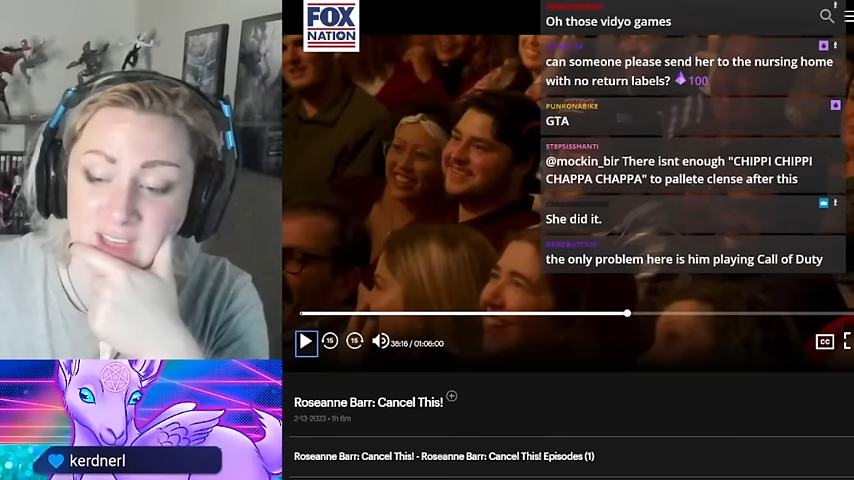 FOX
NATION
Oh those vidyo games
can someone please send her to the nursing home
with no return labels? 100
PUNKONABIKE
GTA
STEPSISSHANTI
@mockin_bir There isnt enough "CHIPPI CHIPPI
CHAPPA CHAPPA" to pallete clense after this
She did it.
the only problem here is him playing Call of Duty
15
15
38:16 / 01:06:00
CC
Roseanne Barr: Cancel This!
2-13-2023 • 1h 6m
Roseanne Barr: Cancel This! - Roseanne Barr: Cancel This! Episodes (1)
kerdnerl